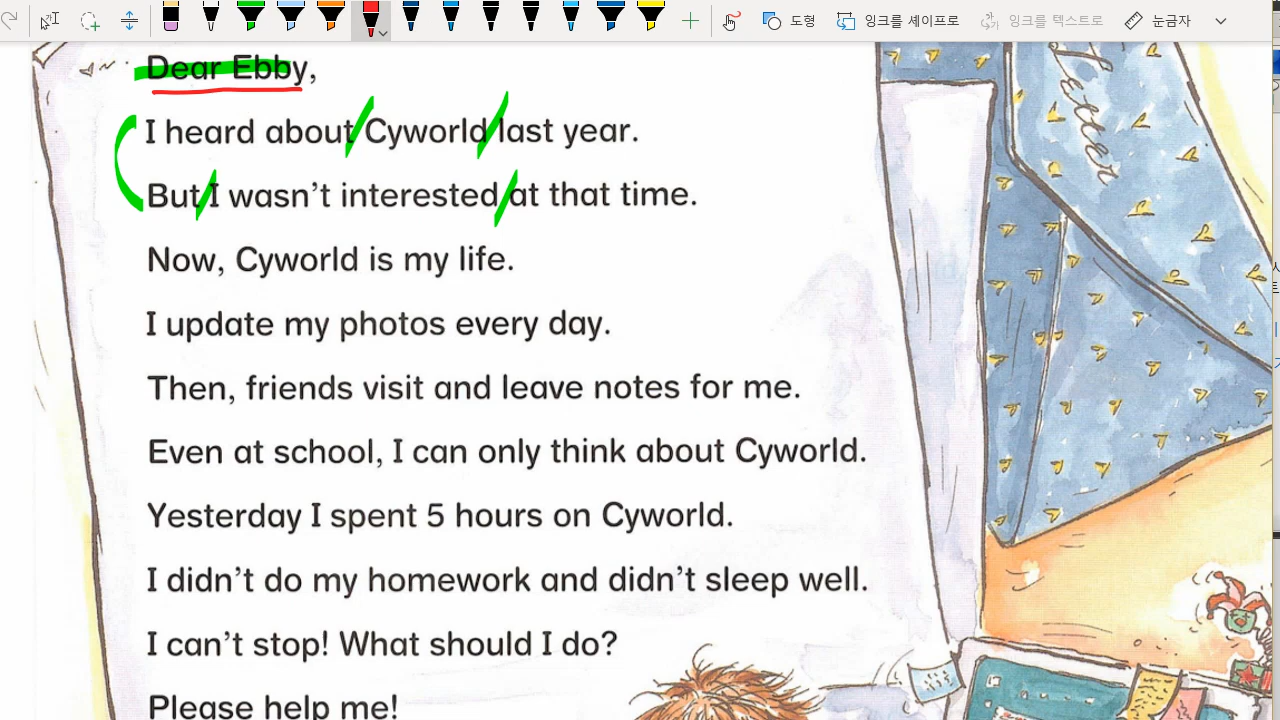 도형 잉크를 셰이프로 잉크를 텍스트로 눈금자
Dear Ebby,
I heard about Cyworld last year.
But I wasn't interested at that time.
Now, Cyworld is my life.
I update my photos every day.
Then, friends visit and leave notes for me.
Even at school, I can only think about Cyworld.
Yesterday I spent 5 hours on Cyworld.
I didn't do my homework and didn't sleep well.
I can't stop! What should I do?
Please help me!